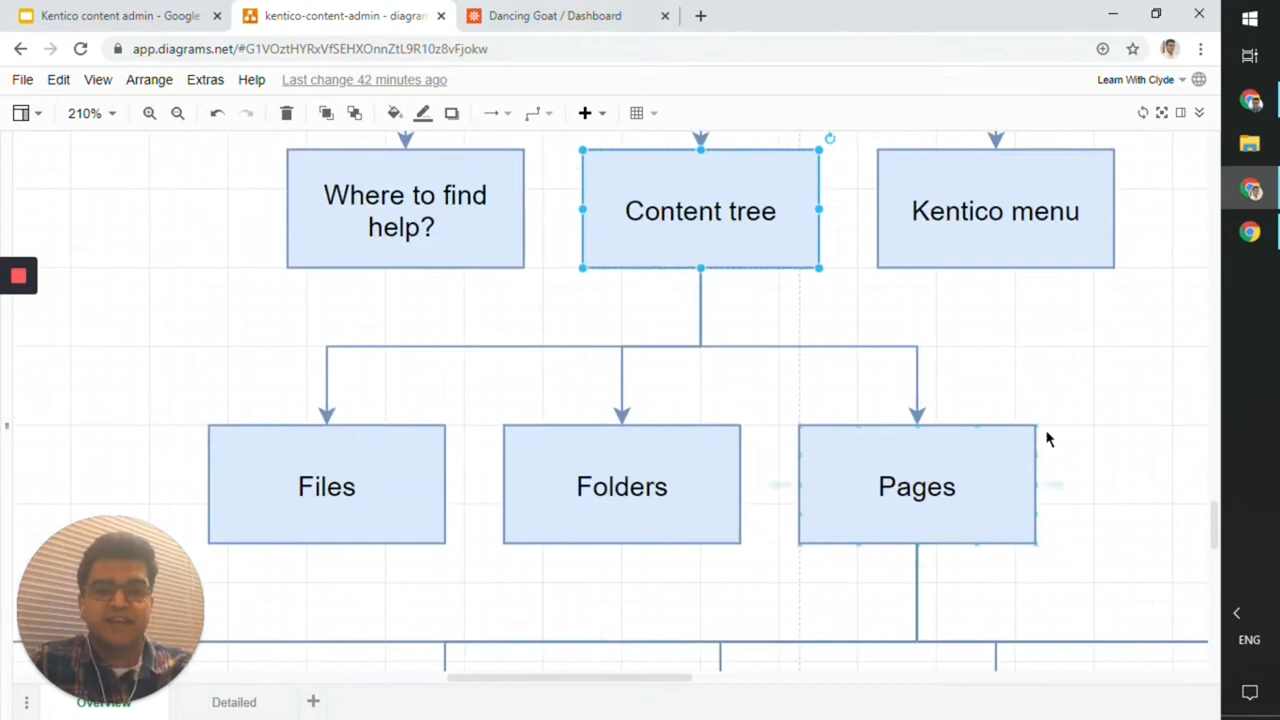 Kentico content admin - Google
kentico-content-admin - diagram
Dancing Goat / Dashboard
app.diagrams.net/#G1VOztHYRxVfSEHXOnnZtL9R10z8vFjokw
File Edit View Arrange Extras Help Last change 42 minutes ago
Learn With Clyde
210%
Where to find
help?
Content tree
Kentico menu
Files
Folders
Pages
ENG
Overview
Detailed